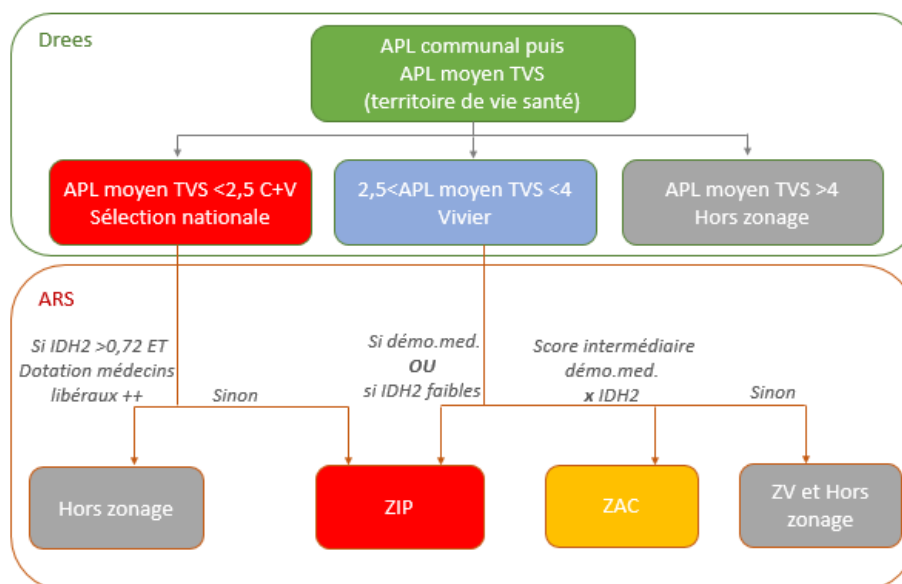 Drees
APL communal puis
APL moyen TVS
(territoire de vie santé)
APL moyen TVS <2,5 C+V
Sélection nationale
2,5<APL moyen TVS <4
Vivier
APL moyen TVS >4
Hors zonage
ARS
Si IDH2 >0,72 ET
Dotation médecins
libéraux ++
Sinon
Si démo.med.
OU
si IDH2 faibles
Score intermédiaire
démo.med.
x IDH2
Sinon
Hors zonage
ZIP
ZAC
ZV et Hors
zonage